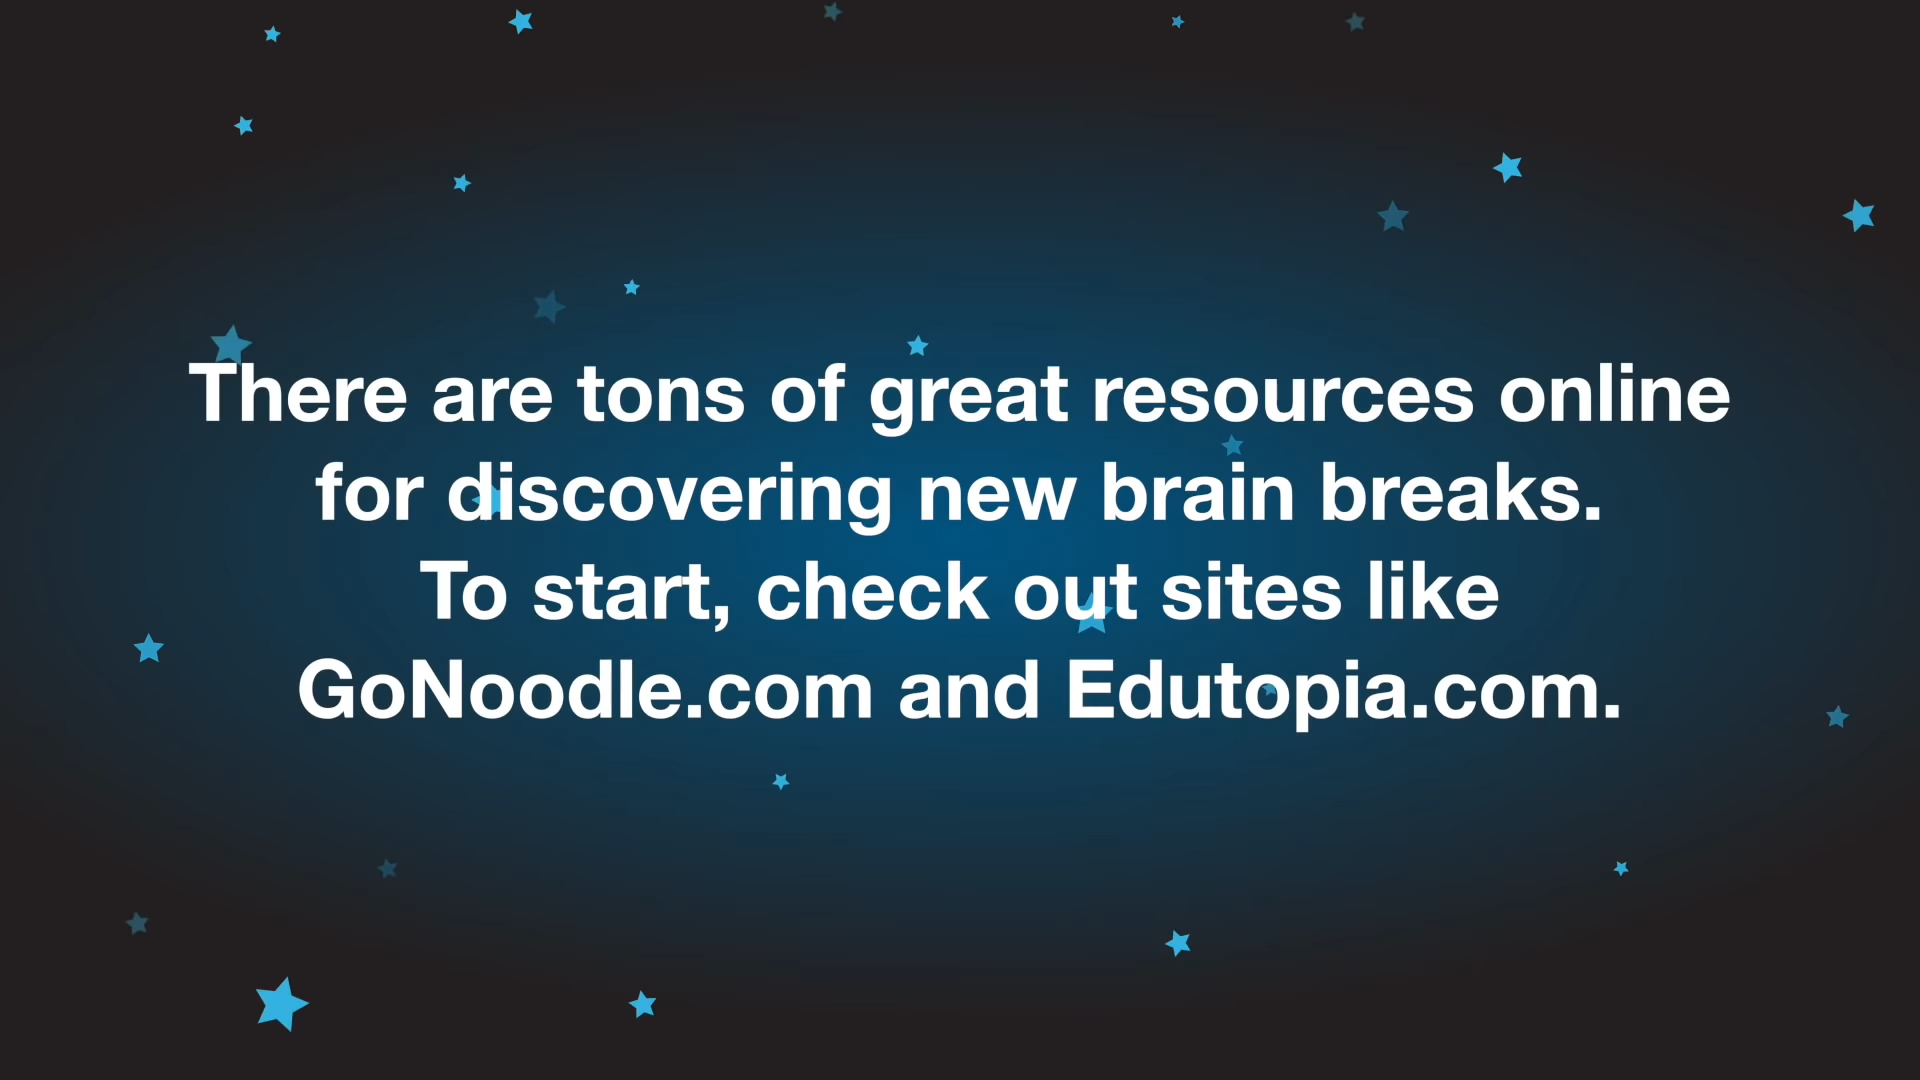 There are tons of great resources online
for discovering new brain breaks.
To start, check out sites like
GoNoodle.com and Edutopia.com.